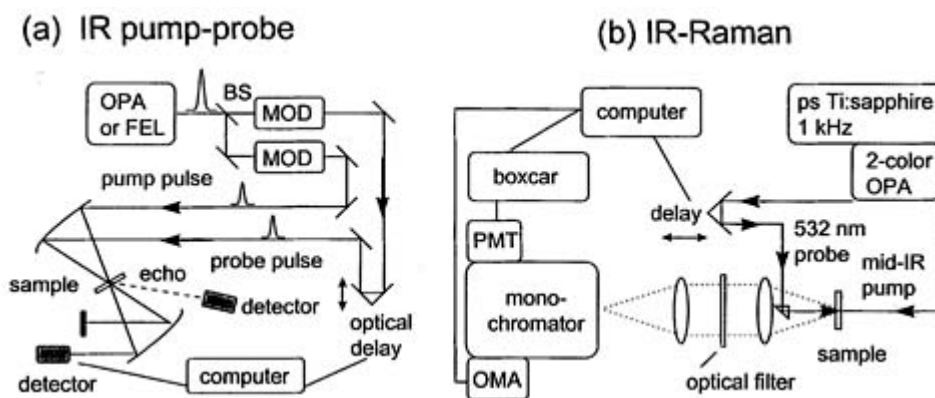 (a) IR pump-probe
OPA
or FEL
BS
MOD
MOD
pump pulse
probe pulse
sample
echo
detector
optical
delay
detector
computer
(b) IR-Raman
computer
ps Ti:sapphire
1 kHz
2-color
OPA
boxcar
delay
PMT
532 nm
probe
mono-
chromator
mid-IR
pump
sample
optical filter
OMA